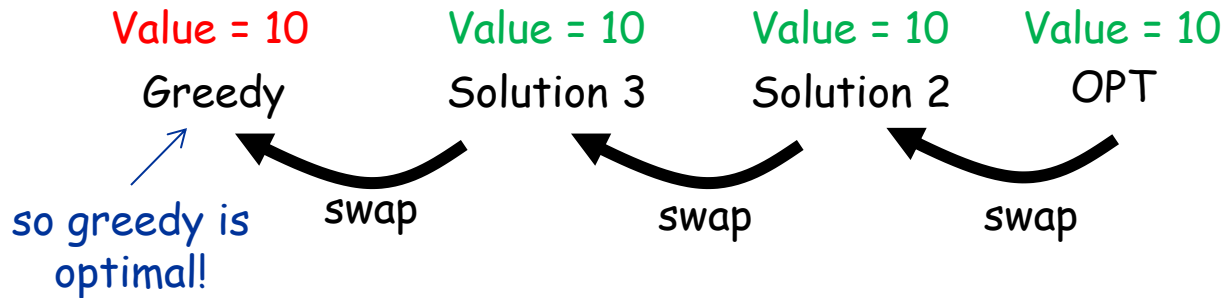 Value = 10 Value = 10 Value = 10 Value = 10
Greedy Solution 3 Solution 2 OPT
swap swap swap
so greedy is
optimal!